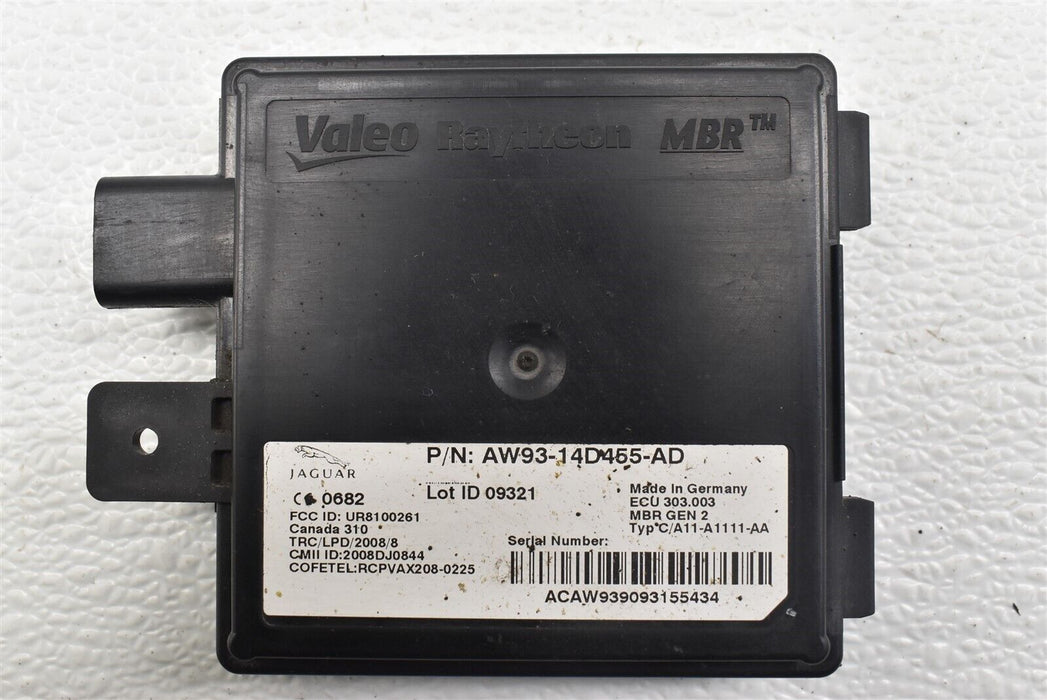 Valeo Raytheon MBR™
JAGUAR
P/N: AW93-14D455-AD
CE 0682
Lot ID 09321
FCC ID: UR8100261
Canada 310
TRC/LPD/2008/8
CMII ID:2008DJ0844
COFETEL:RCPVAX208-0225
Made In Germany
ECU 303.003
MBR GEN 2
Typ C/A11-A1111-AA
Serial Number:
ACAW939093155434